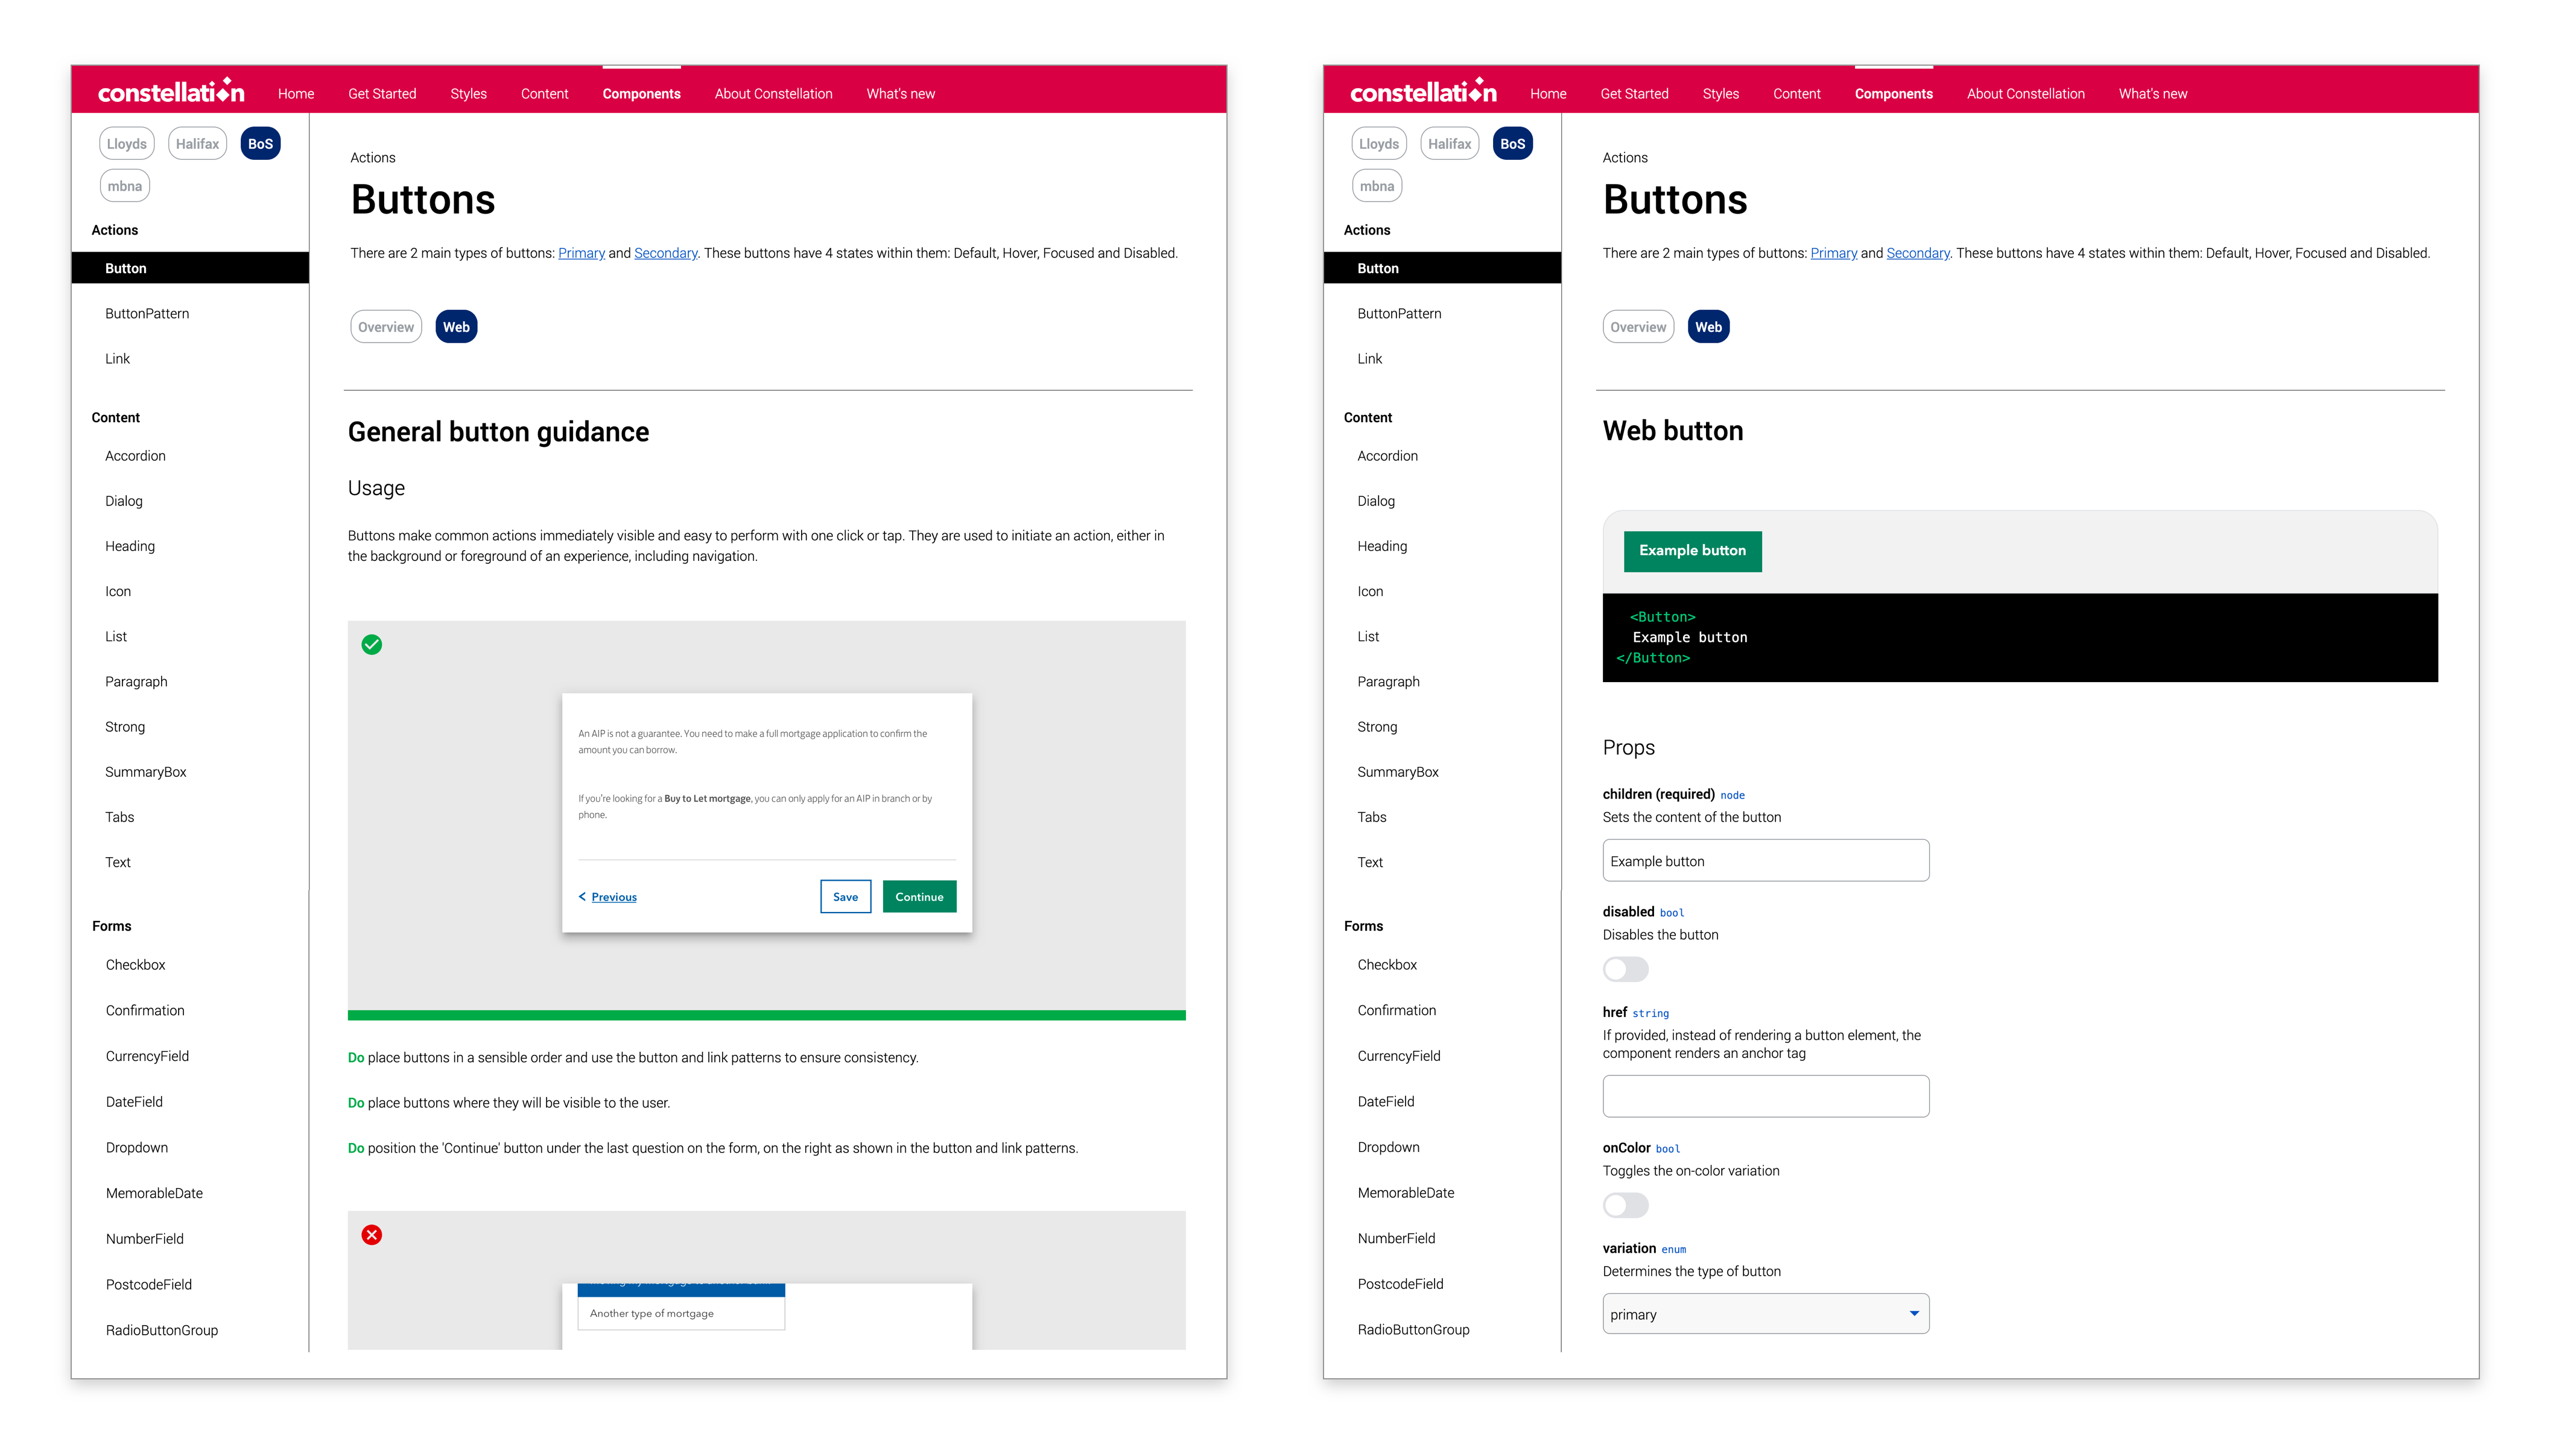 constellation
Home Get Started Styles Content Components About Constellation What's new
Lloyds Halifax BoS
mbna
Actions
Button
ButtonPattern
Link
Content
Accordion
Dialog
Heading
Icon
List
Paragraph
Strong
SummaryBox
Tabs
Text
Forms
Checkbox
Confirmation
CurrencyField
DateField
Dropdown
MemorableDate
NumberField
PostcodeField
RadioButtonGroup
Actions
Buttons
There are 2 main types of buttons: Primary and Secondary. These buttons have 4 states within them: Default, Hover, Focused and Disabled.
Overview Web
General button guidance
Usage
Buttons make common actions immediately visible and easy to perform with one click or tap. They are used to initiate an action, either in
the background or foreground of an experience, including navigation.
An AIP is not a guarantee. You need to make a full mortgage application to confirm the
amount you can borrow.
If you're looking for a Buy to Let mortgage, you can only apply for an AIP in branch or by
phone.
< Previous Save Continue
Do place buttons in a sensible order and use the button and link patterns to ensure consistency.
Do place buttons where they will be visible to the user.
Do position the 'Continue' button under the last question on the form, on the right as shown in the button and link patterns.
Another type of mortgage
constellation
Home Get Started Styles Content Components About Constellation What's new
Lloyds Halifax BoS
mbna
Actions
Button
ButtonPattern
Link
Content
Accordion
Dialog
Heading
Icon
List
Paragraph
Strong
SummaryBox
Tabs
Text
Forms
Checkbox
Confirmation
CurrencyField
DateField
Dropdown
MemorableDate
NumberField
PostcodeField
RadioButtonGroup
Actions
Buttons
There are 2 main types of buttons: Primary and Secondary. These buttons have 4 states within them: Default, Hover, Focused and Disabled.
Overview Web
Web button
Example button
<Button>
Example button
</Button>
Props
children (required) node
Sets the content of the button
Example button
disabled bool
Disables the button
href string
If provided, instead of rendering a button element, the
component renders an anchor tag
onColor bool
Toggles the on-color variation
variation enum
Determines the type of button
primary